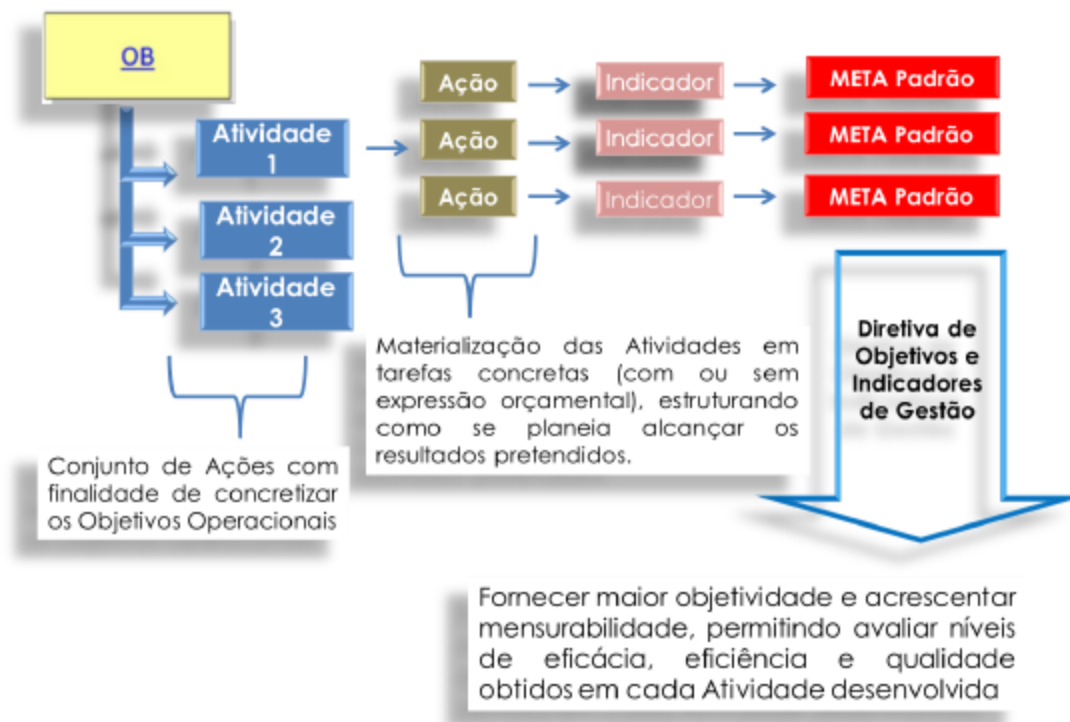 OB
Ação
Indicador
META Padrão
Atividade
1
Ação
Indicador
META Padrão
Ação
Indicador
META Padrão
Atividade
2
Atividade
3
Materialização das Atividades em
tarefas concretas (com ou sem
expressão orçamental), estruturando
como se planeia alcançar os
resultados pretendidos.
Diretiva de
Objetivos e
Indicadores
de Gestão
Conjunto de Ações com
finalidade de concretizar
os Objetivos Operacionais
Fornecer maior objetividade e acrescentar
mensurabilidade, permitindo avaliar níveis
de eficácia, eficiência e qualidade
obtidos em cada Atividade desenvolvida